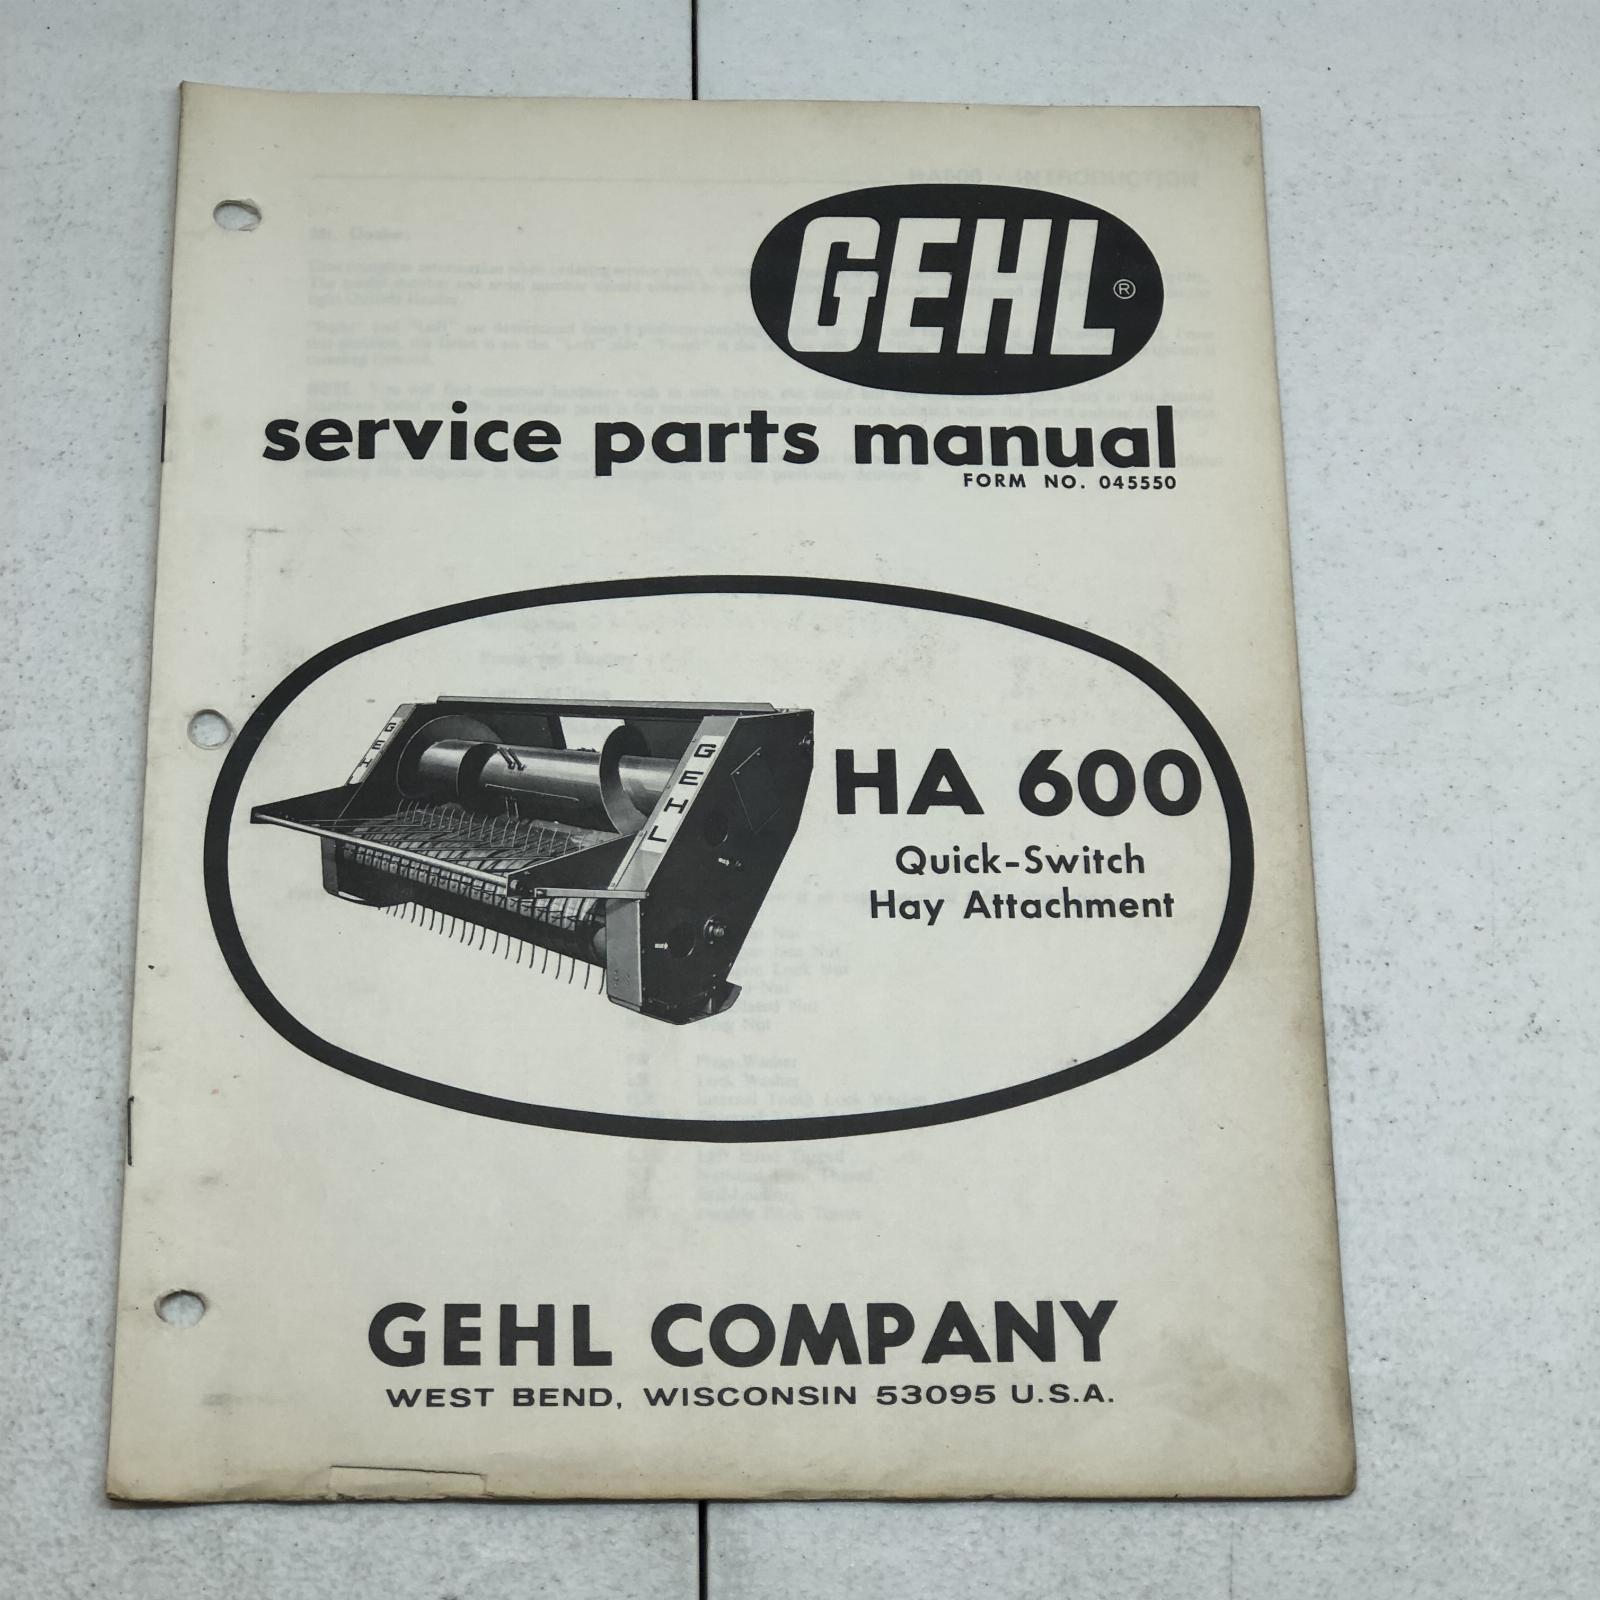 GEHL®
service parts manual
FORM NO. 045550
GEHL
GEHL
HA 600
Quick-Switch
Hay Attachment
GEHL COMPANY
WEST BEND, WISCONSIN 53095 U.S.A.